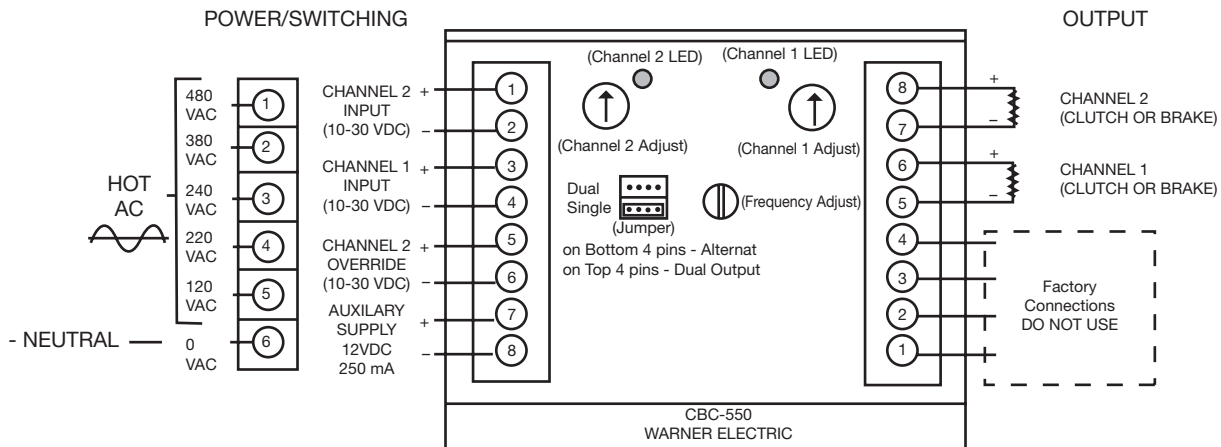 POWER/SWITCHING
OUTPUT
HOT
AC
- NEUTRAL
480
VAC
1
380
VAC
2
240
VAC
3
220
VAC
4
120
VAC
5
0
VAC
6
CHANNEL 2 +
INPUT
(10-30 VDC) –
CHANNEL 1 +
INPUT
(10-30 VDC) –
CHANNEL 2 +
OVERRIDE
(10-30 VDC) –
AUXILARY
SUPPLY +
12VDC –
250 mA
1
2
3
4
5
6
7
8
(Channel 2 LED)
(Channel 1 LED)
(Channel 2 Adjust)
(Channel 1 Adjust)
Dual
Single
(Jumper)
(Frequency Adjust)
on Bottom 4 pins - Alternat
on Top 4 pins - Dual Output
8
7
6
5
4
3
2
1
+
–
CHANNEL 2
(CLUTCH OR BRAKE)
+
–
CHANNEL 1
(CLUTCH OR BRAKE)
Factory
Connections
DO NOT USE
CBC-550
WARNER ELECTRIC